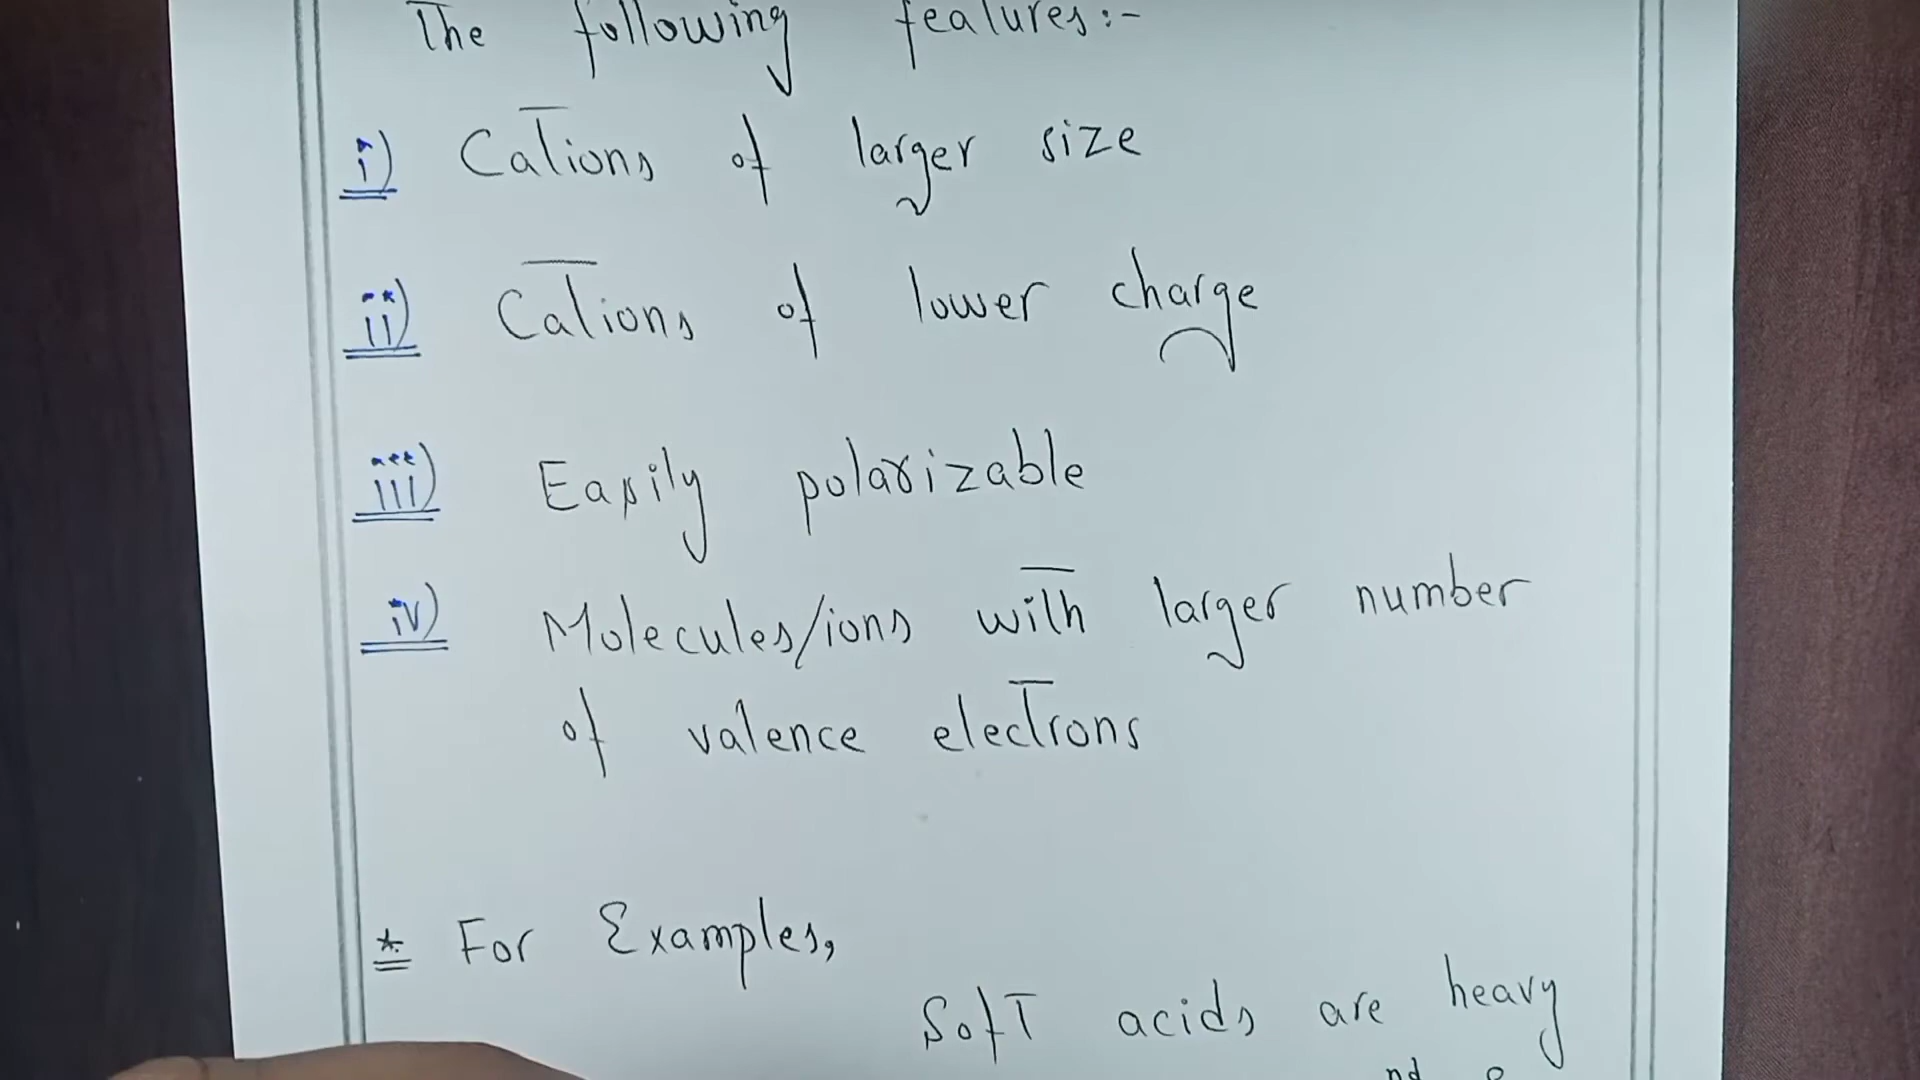 The following features:-
i) Cations of larger size
ii) Cations of lower charge
iii) Easily polarizable
iv) Molecules/ions with larger number
of valence electrons
* For Examples,
Soft acids are heavy
nd